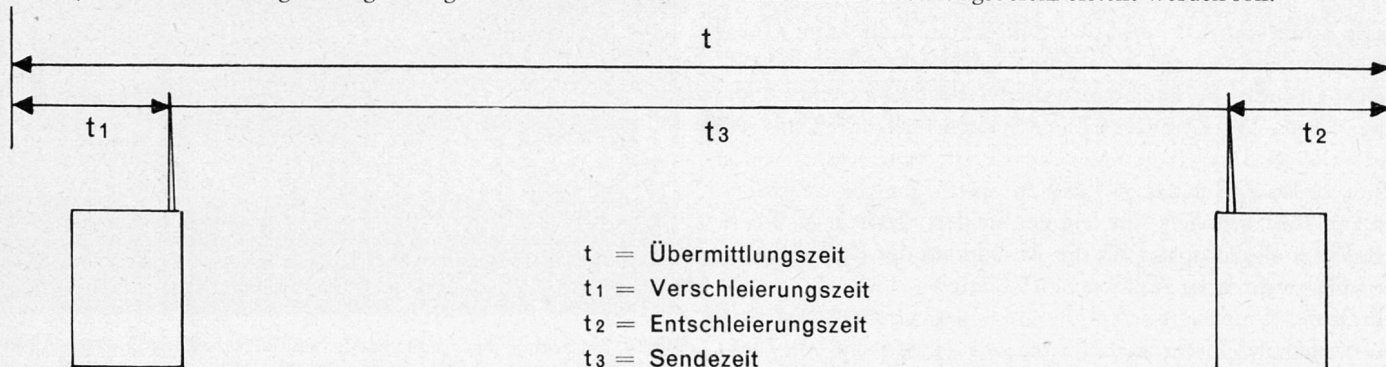 t
t1
t3
t2
t = Übermittlungszeit
t1 = Verschleierungszeit
t2 = Entschleierungszeit
t3 = Sendezeit